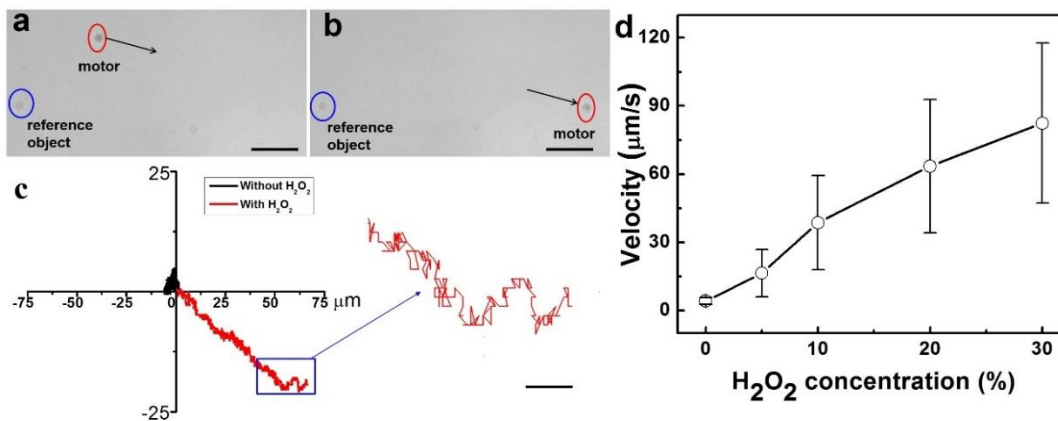 a
motor
reference
object
b
reference
object
motor
c
25
Without H₂O₂
With H₂O₂
-75 -50 -25 0 25 50 75 μm
-25
d
Velocity (μm/s)
120
90
60
30
0
0 10 20 30
H₂O₂ concentration (%)